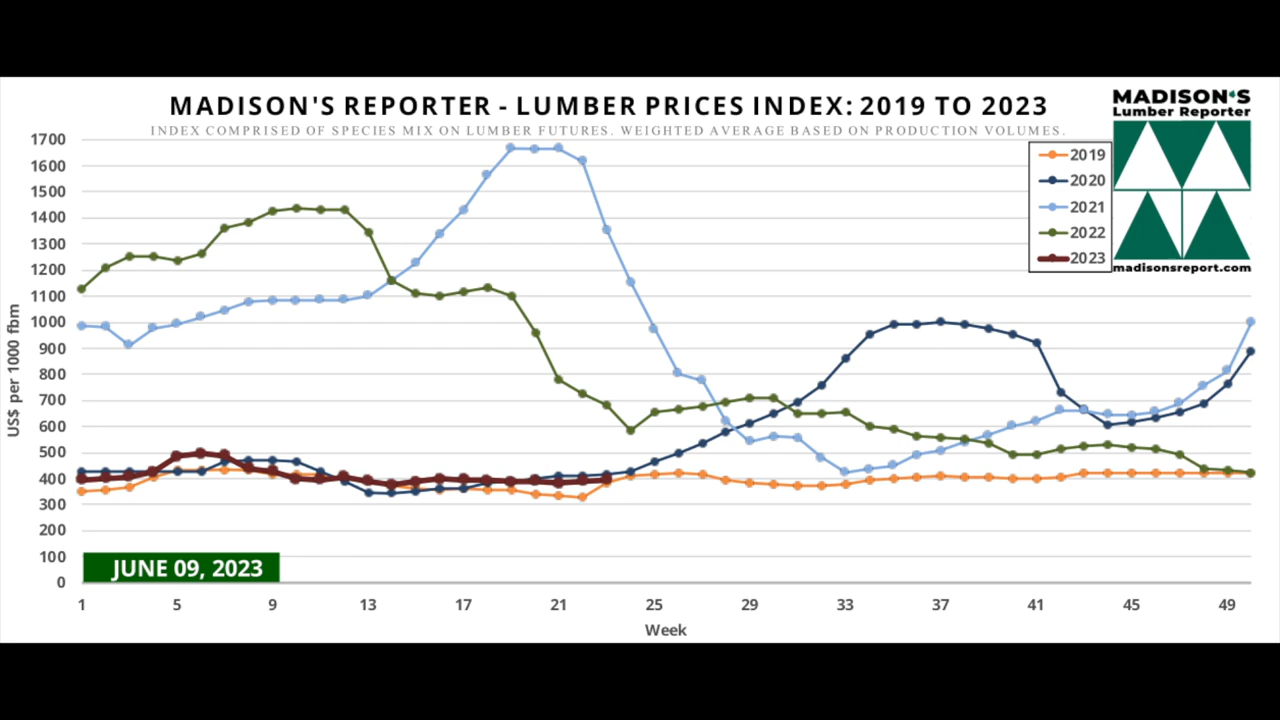 MADISON'S REPORTER - LUMBER PRICES INDEX: 2019 TO 2023
INDEX COMPRISED OF SPECIES MIX ON LUMBER FUTURES. WEIGHTED AVERAGE BASED ON PRODUCTION VOLUMES.
MADISON'S
Lumber Reporter
madisonsreport.com
2019
2020
2021
2022
2023
US$ per 1000 fbm
1700
1600
1500
1400
1300
1200
1100
1000
900
800
700
600
500
400
300
200
100
0
JUNE 09, 2023
1 5 9 13 17 21 25 29 33 37 41 45 49
Week